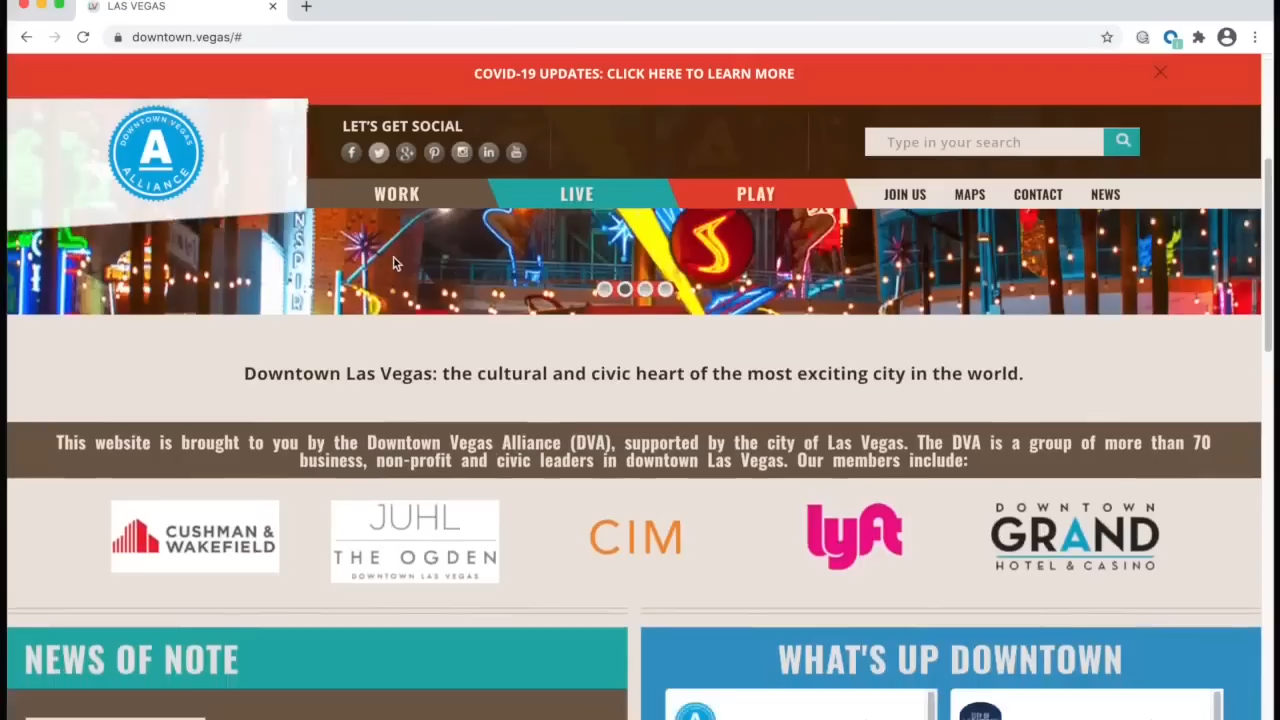 LAS VEGAS
downtown.vegas/#
COVID-19 UPDATES: CLICK HERE TO LEARN MORE
DOWNTOWN VEGAS
A
ALLIANCE
LET'S GET SOCIAL
Type in your search
WORK
LIVE
PLAY
JOIN US
MAPS
CONTACT
NEWS
NSPIR
S
Downtown Las Vegas: the cultural and civic heart of the most exciting city in the world.
This website is brought to you by the Downtown Vegas Alliance (DVA), supported by the city of Las Vegas. The DVA is a group of more than 70
business, non-profit and civic leaders in downtown Las Vegas. Our members include:
CUSHMAN &
WAKEFIELD
JUHL
THE OGDEN
DOWNTOWN LAS VEGAS
CIM
lyft
DOWNTOWN
GRAND
HOTEL & CASINO
NEWS OF NOTE
WHAT'S UP DOWNTOWN
CITY OF